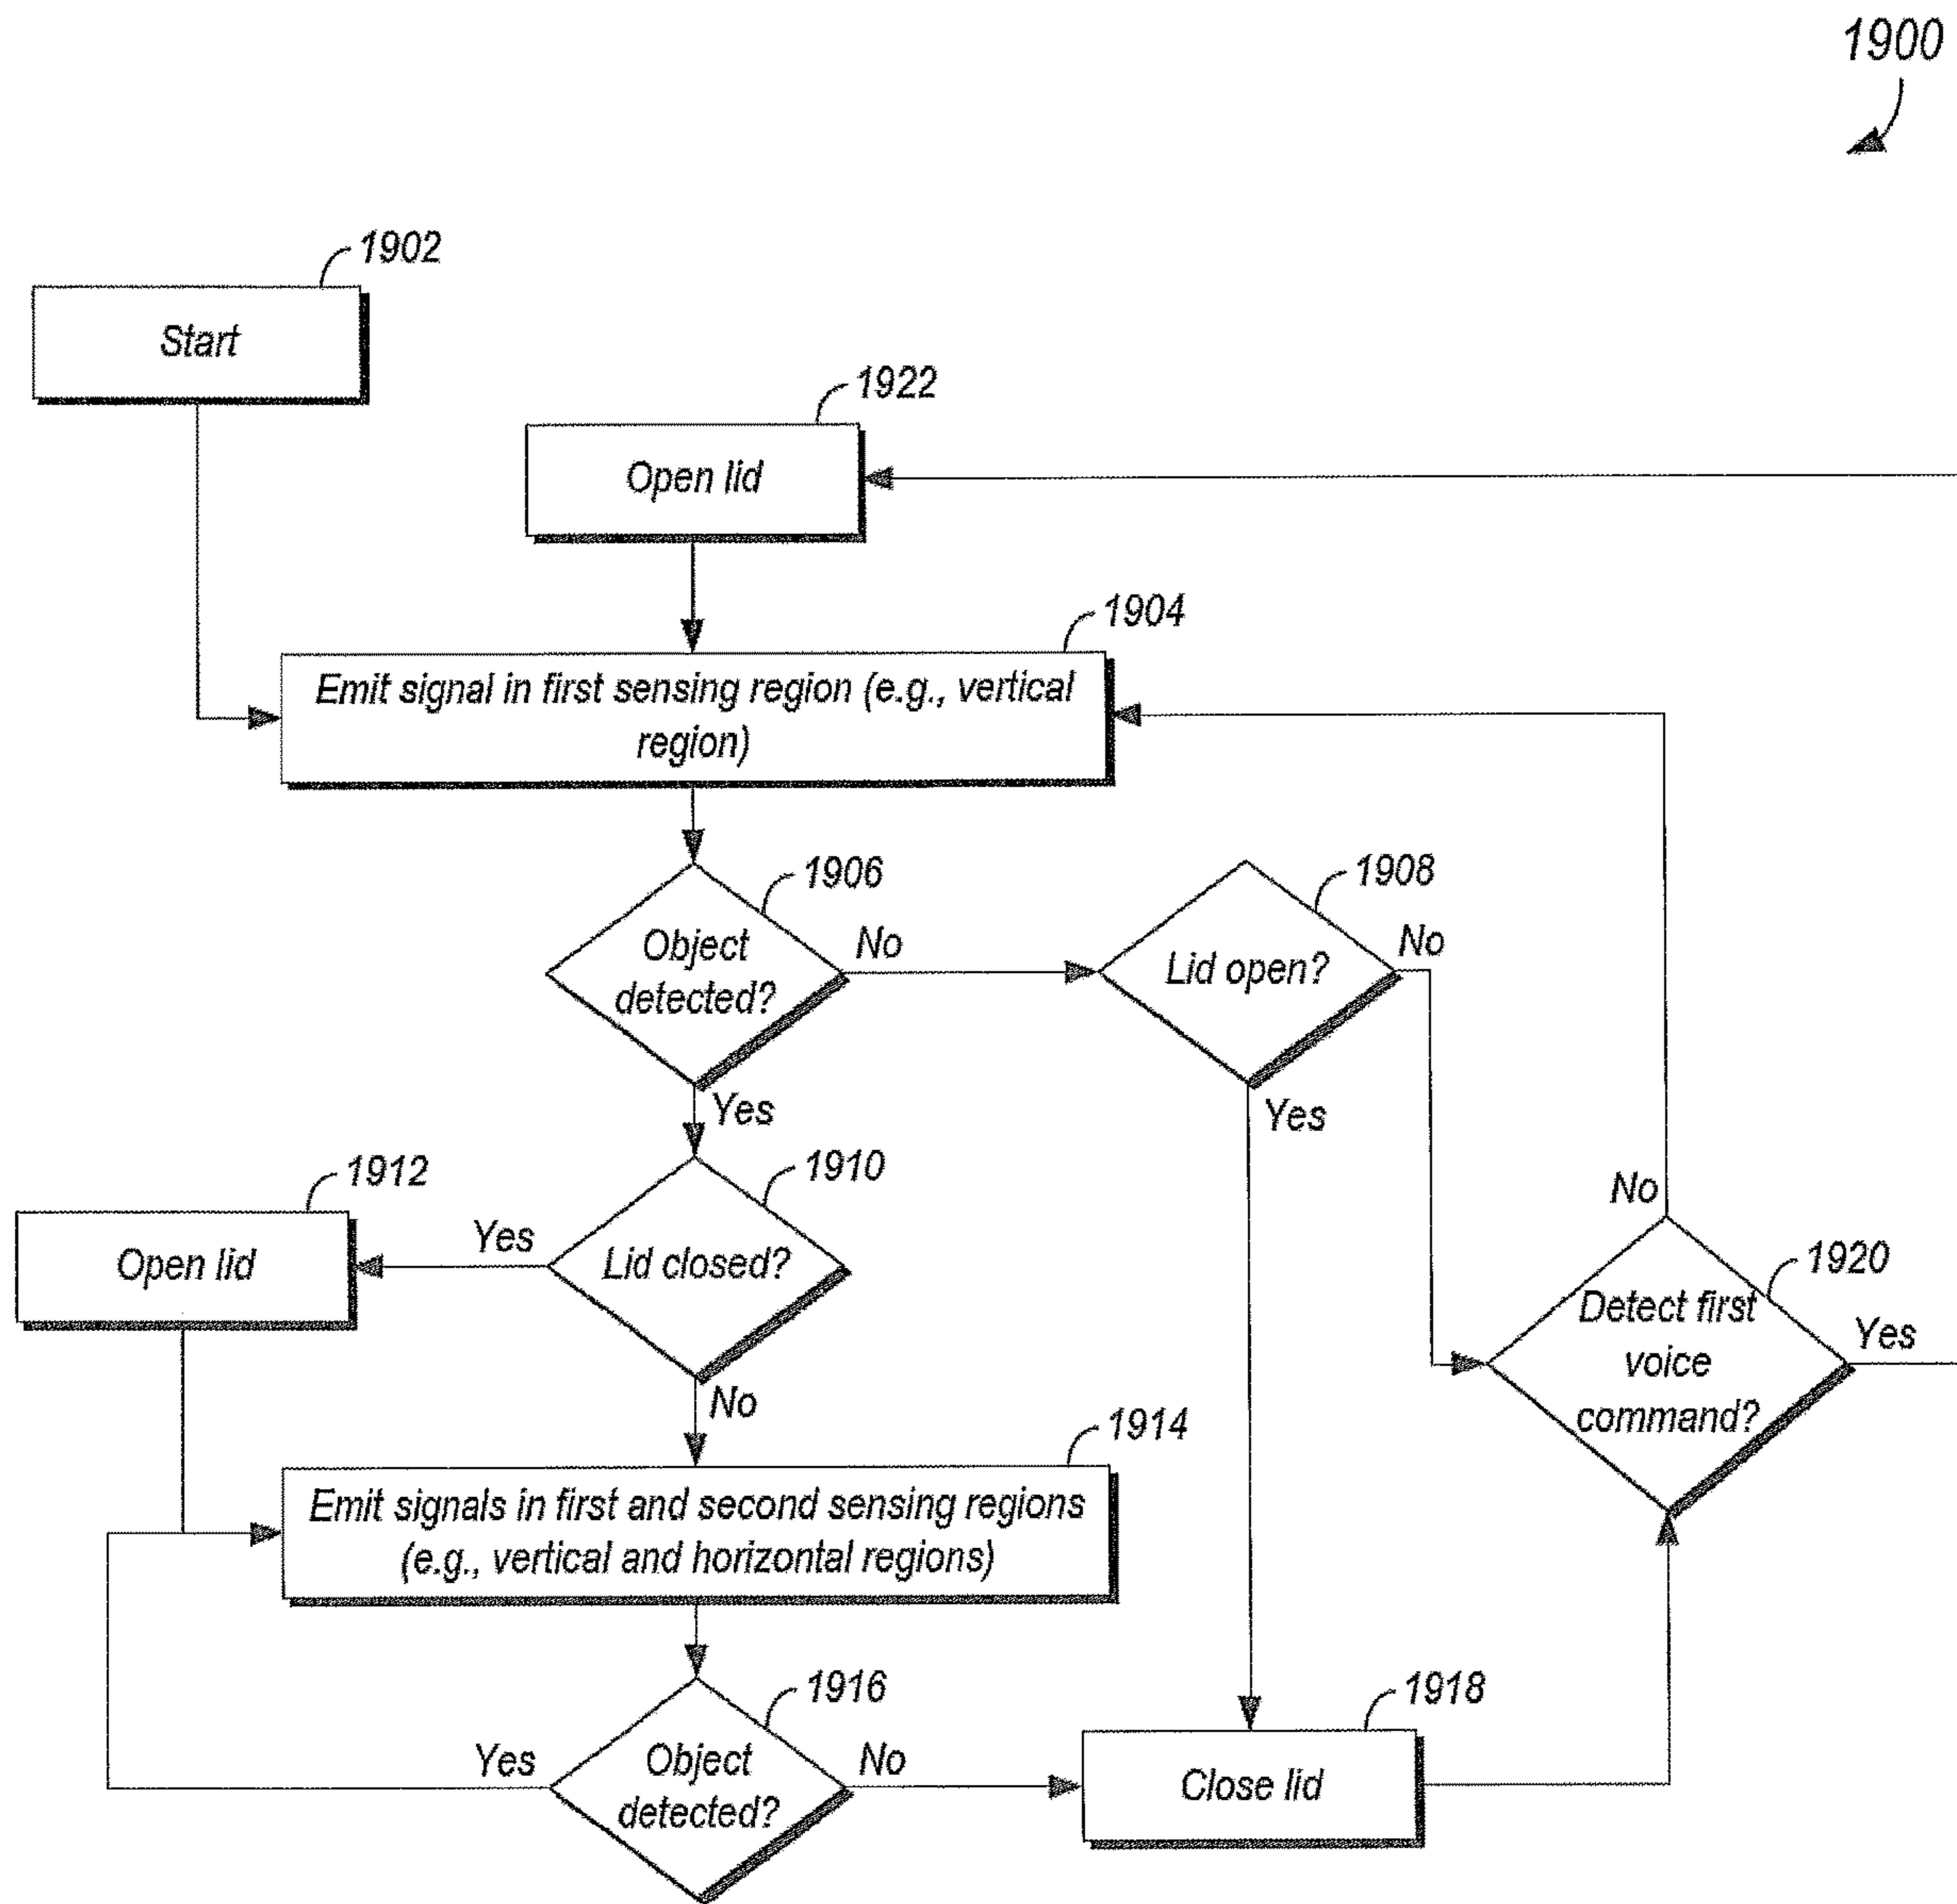 1900
1902
Start
1922
Open lid
1904
Emit signal in first sensing region (e.g., vertical
region)
1906
Object
detected?
No
Yes
1908
Lid open?
No
Yes
1910
Lid closed?
Yes
No
1912
Open lid
1914
Emit signals in first and second sensing regions
(e.g., vertical and horizontal regions)
1916
Object
detected?
Yes
No
1918
Close lid
1920
Detect first
voice
command?
No
Yes